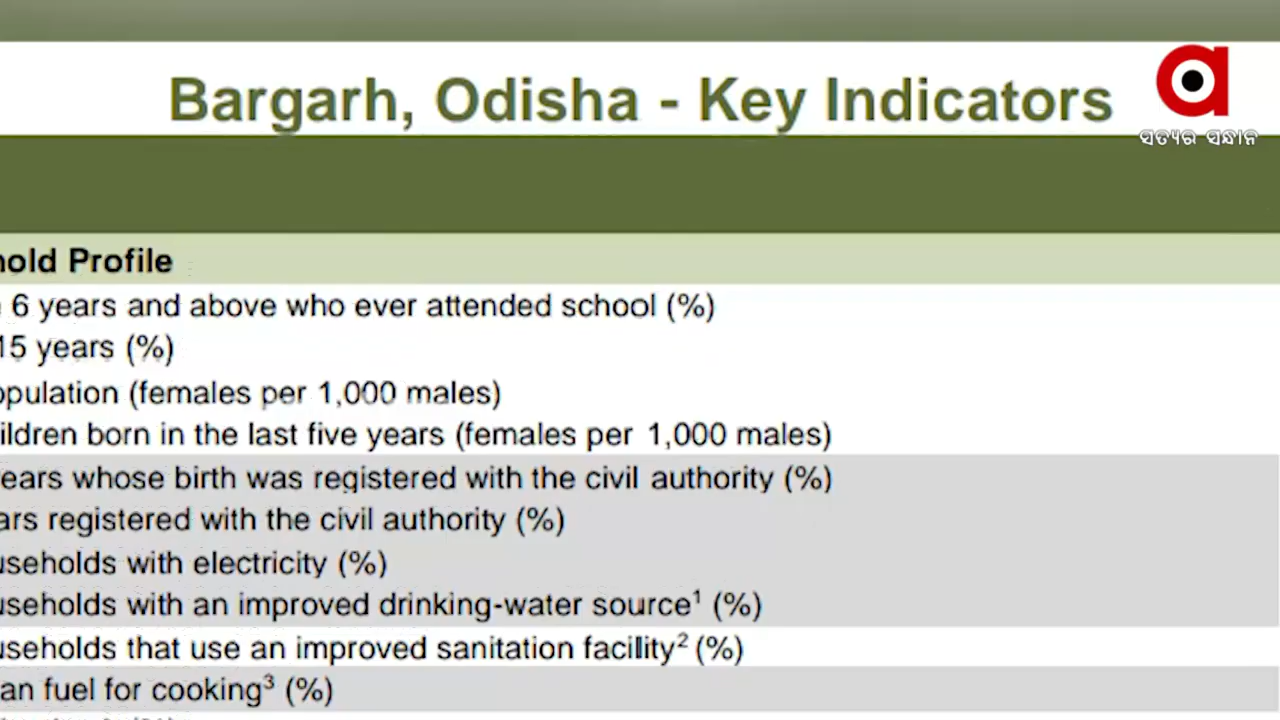 Bargarh, Odisha - Key Indicators
ସତ୍ୟର ସନ୍ଧାନ
hold Profile
6 years and above who ever attended school (%)
15 years (%)
opulation (females per 1,000 males)
ildren born in the last five years (females per 1,000 males)
ears whose birth was registered with the civil authority (%)
ars registered with the civil authority (%)
useholds with electricity (%)
useholds with an improved drinking-water source¹ (%)
useholds that use an improved sanitation facility² (%)
an fuel for cooking³ (%)